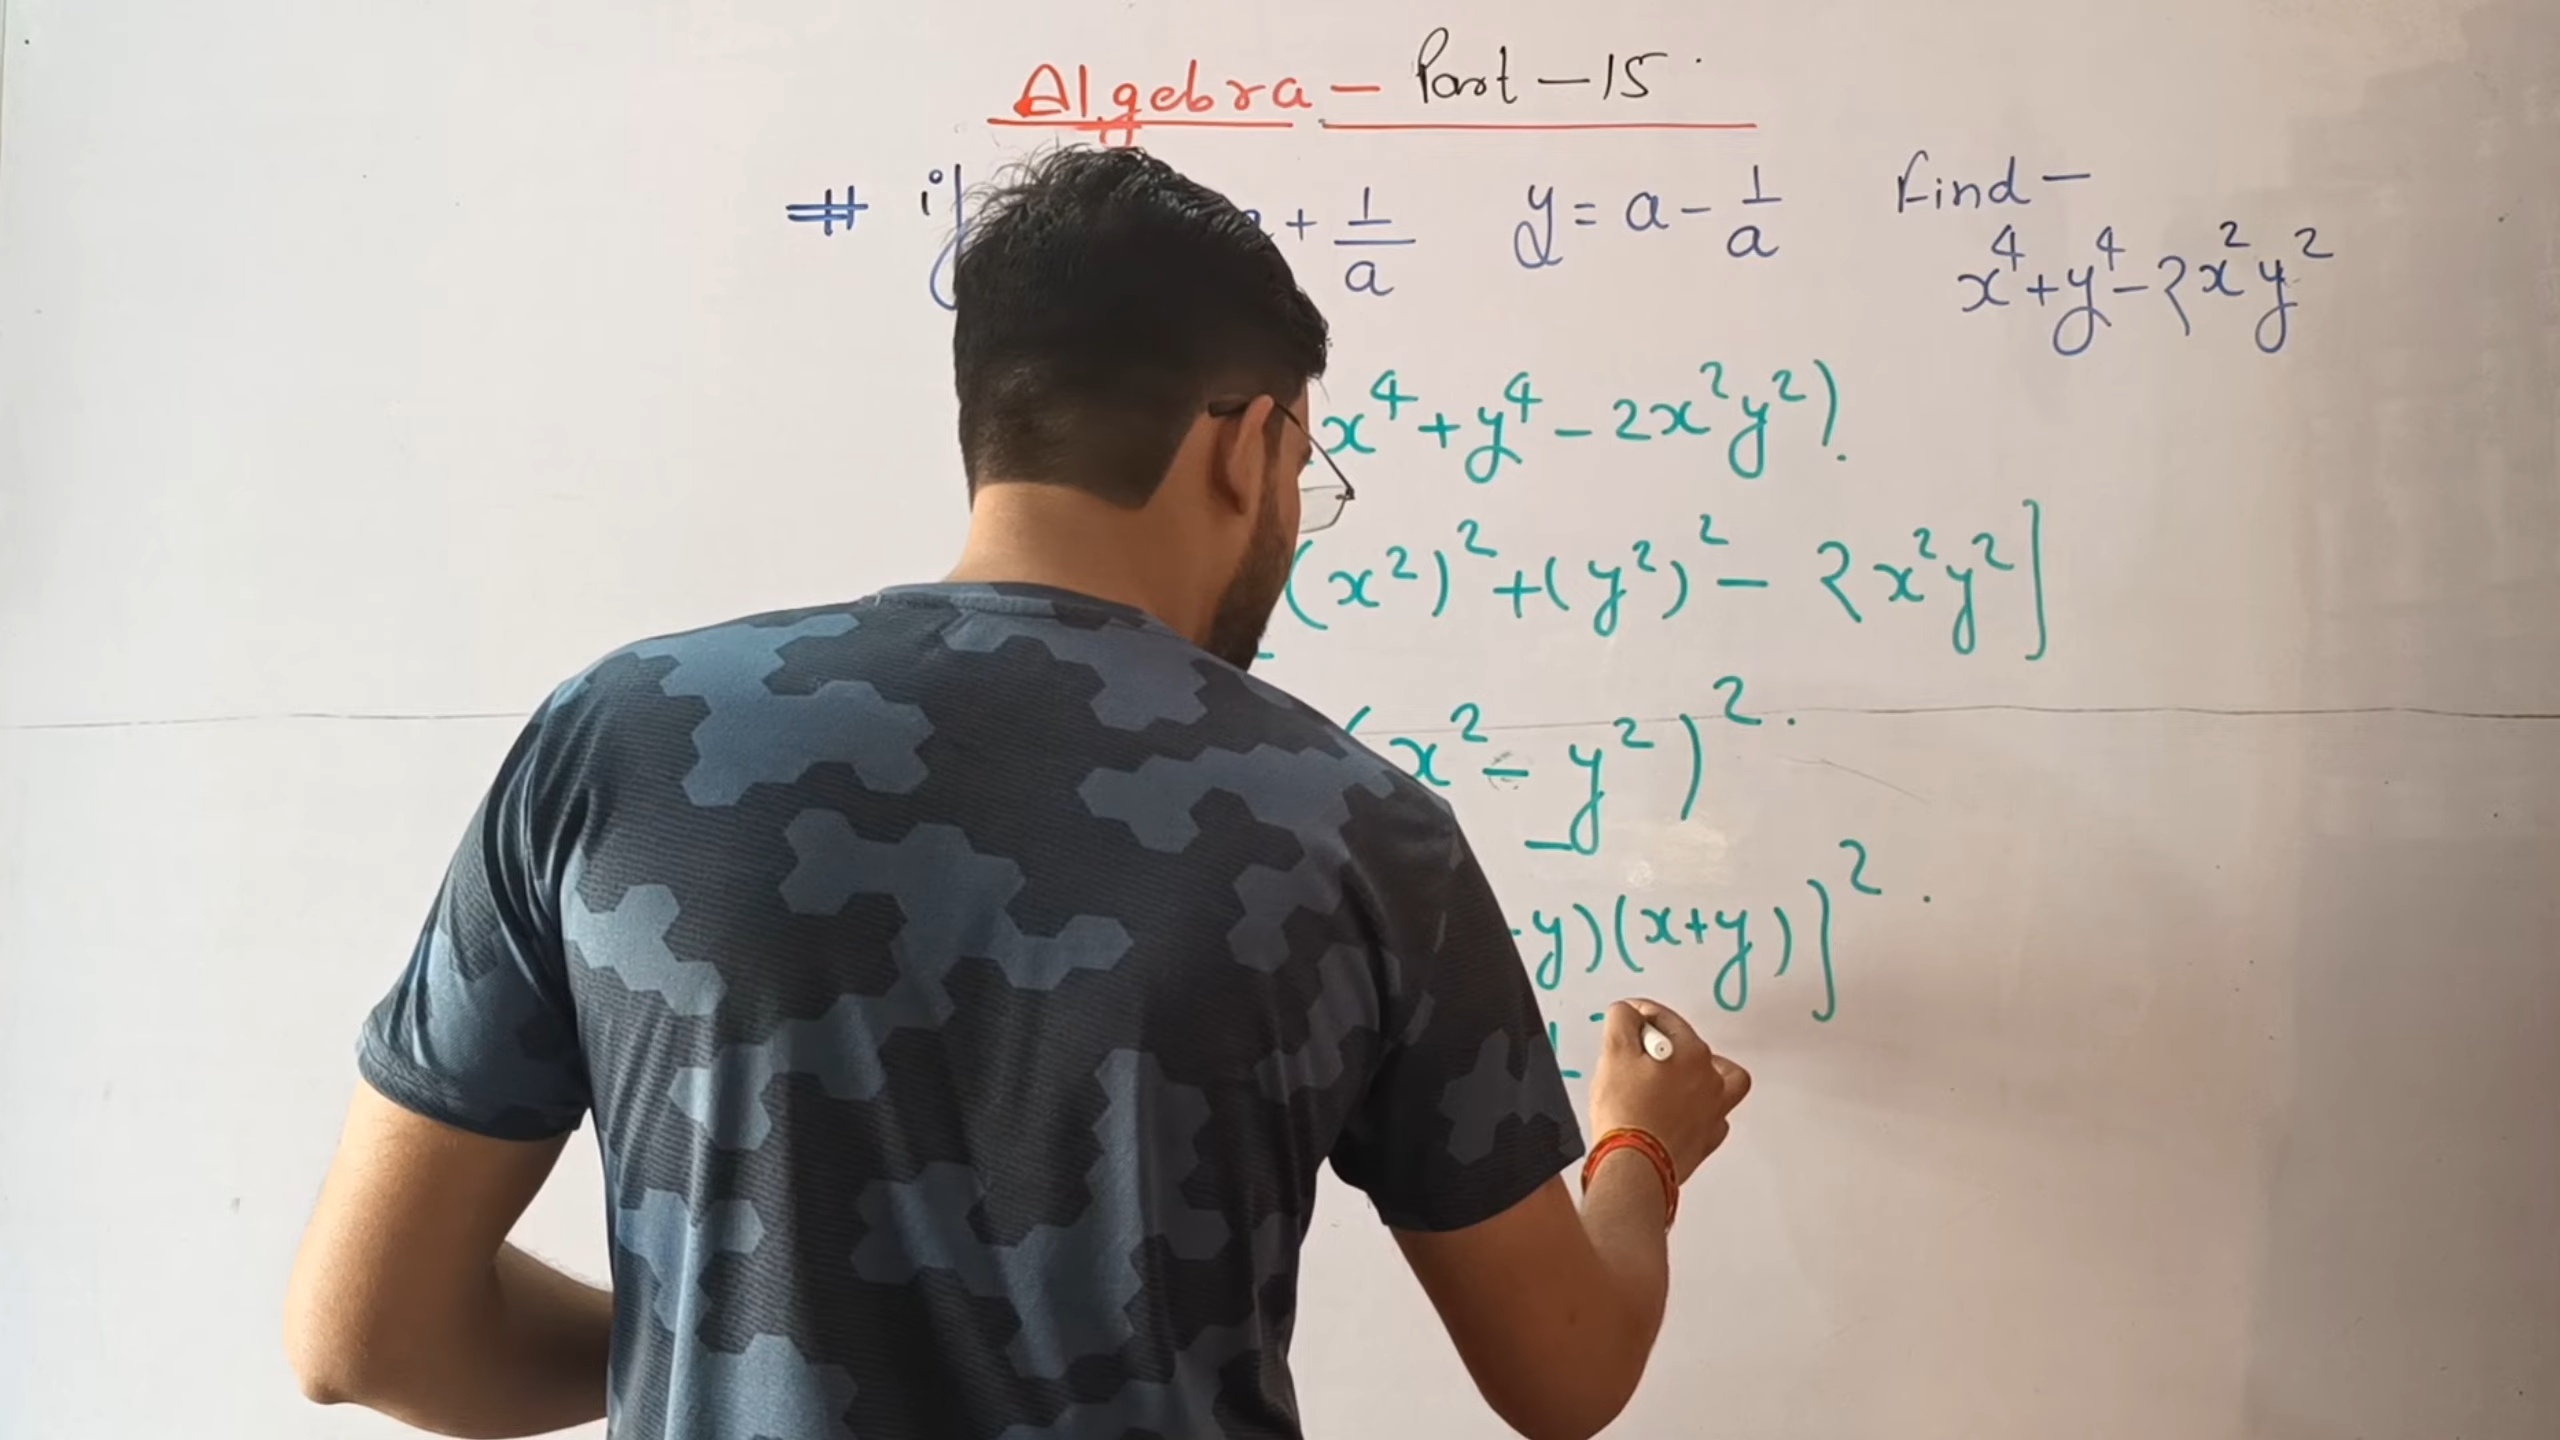 Algebra - Part - 15
# if + 1/a y = a - 1/a Find -
x⁴+y⁴-2x²y²
x⁴+y⁴-2x²y²).
(x²)²+(y²)²- 2x²y²]
(x²-y²)².
y)(x+y)]².